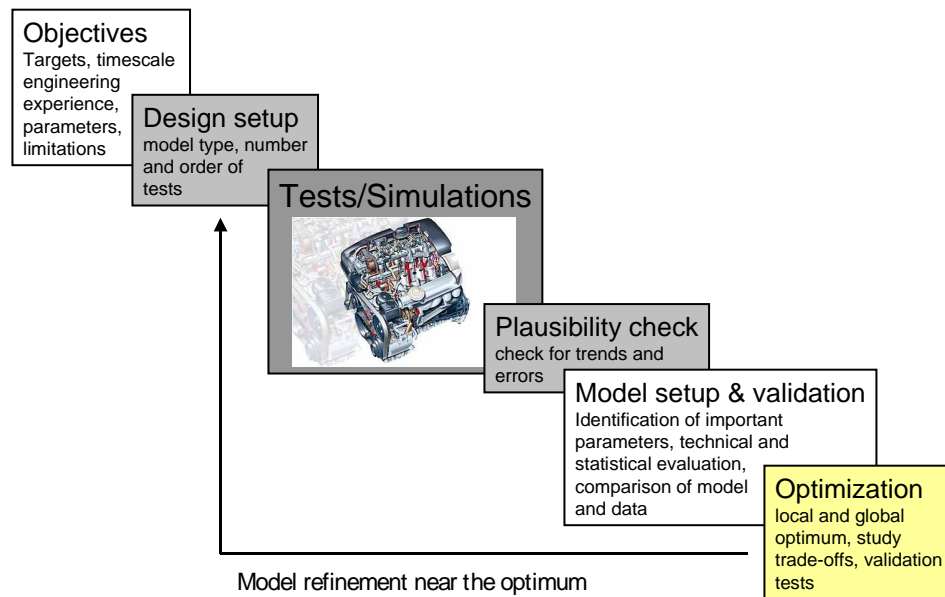 Objectives
Targets, timescale
engineering
experience,
parameters,
limitations
Design setup
model type, number
and order of
tests
Tests/Simulations
Plausibility check
check for trends and
errors
Model setup & validation
Identification of important
parameters, technical and
statistical evaluation,
comparison of model
and data
Optimization
local and global
optimum, study
trade-offs, validation
tests
Model refinement near the optimum